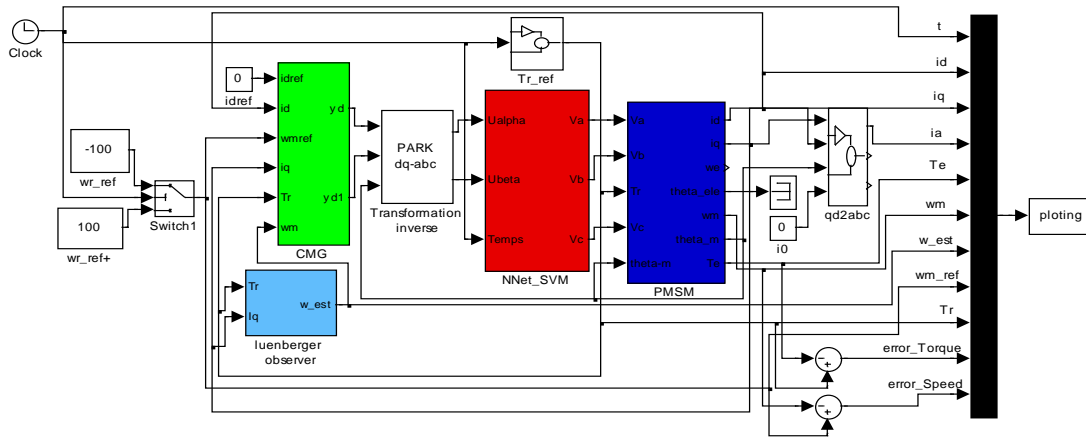 Clock
0
idref
-100
wr_ref
100
wr_ref+
Switch1
idref
id
wmref
iq
Tr
wm
yd
yd1
CMG
Tr
Iq
w_est
luenberger
observer
PARK
dq-abc
Transformation
inverse
Tr_ref
Ualpha
Ubeta
Temps
Va
Vb
Vc
NNet_SVM
Va
Vb
Tr
Vc
theta-m
id
iq
we
theta_ele
wm
theta_m
Te
PMSM
0
i0
qd2abc
t
id
iq
ia
Te
wm
w_est
wm_ref
Tr
error_Torque
error_Speed
ploting